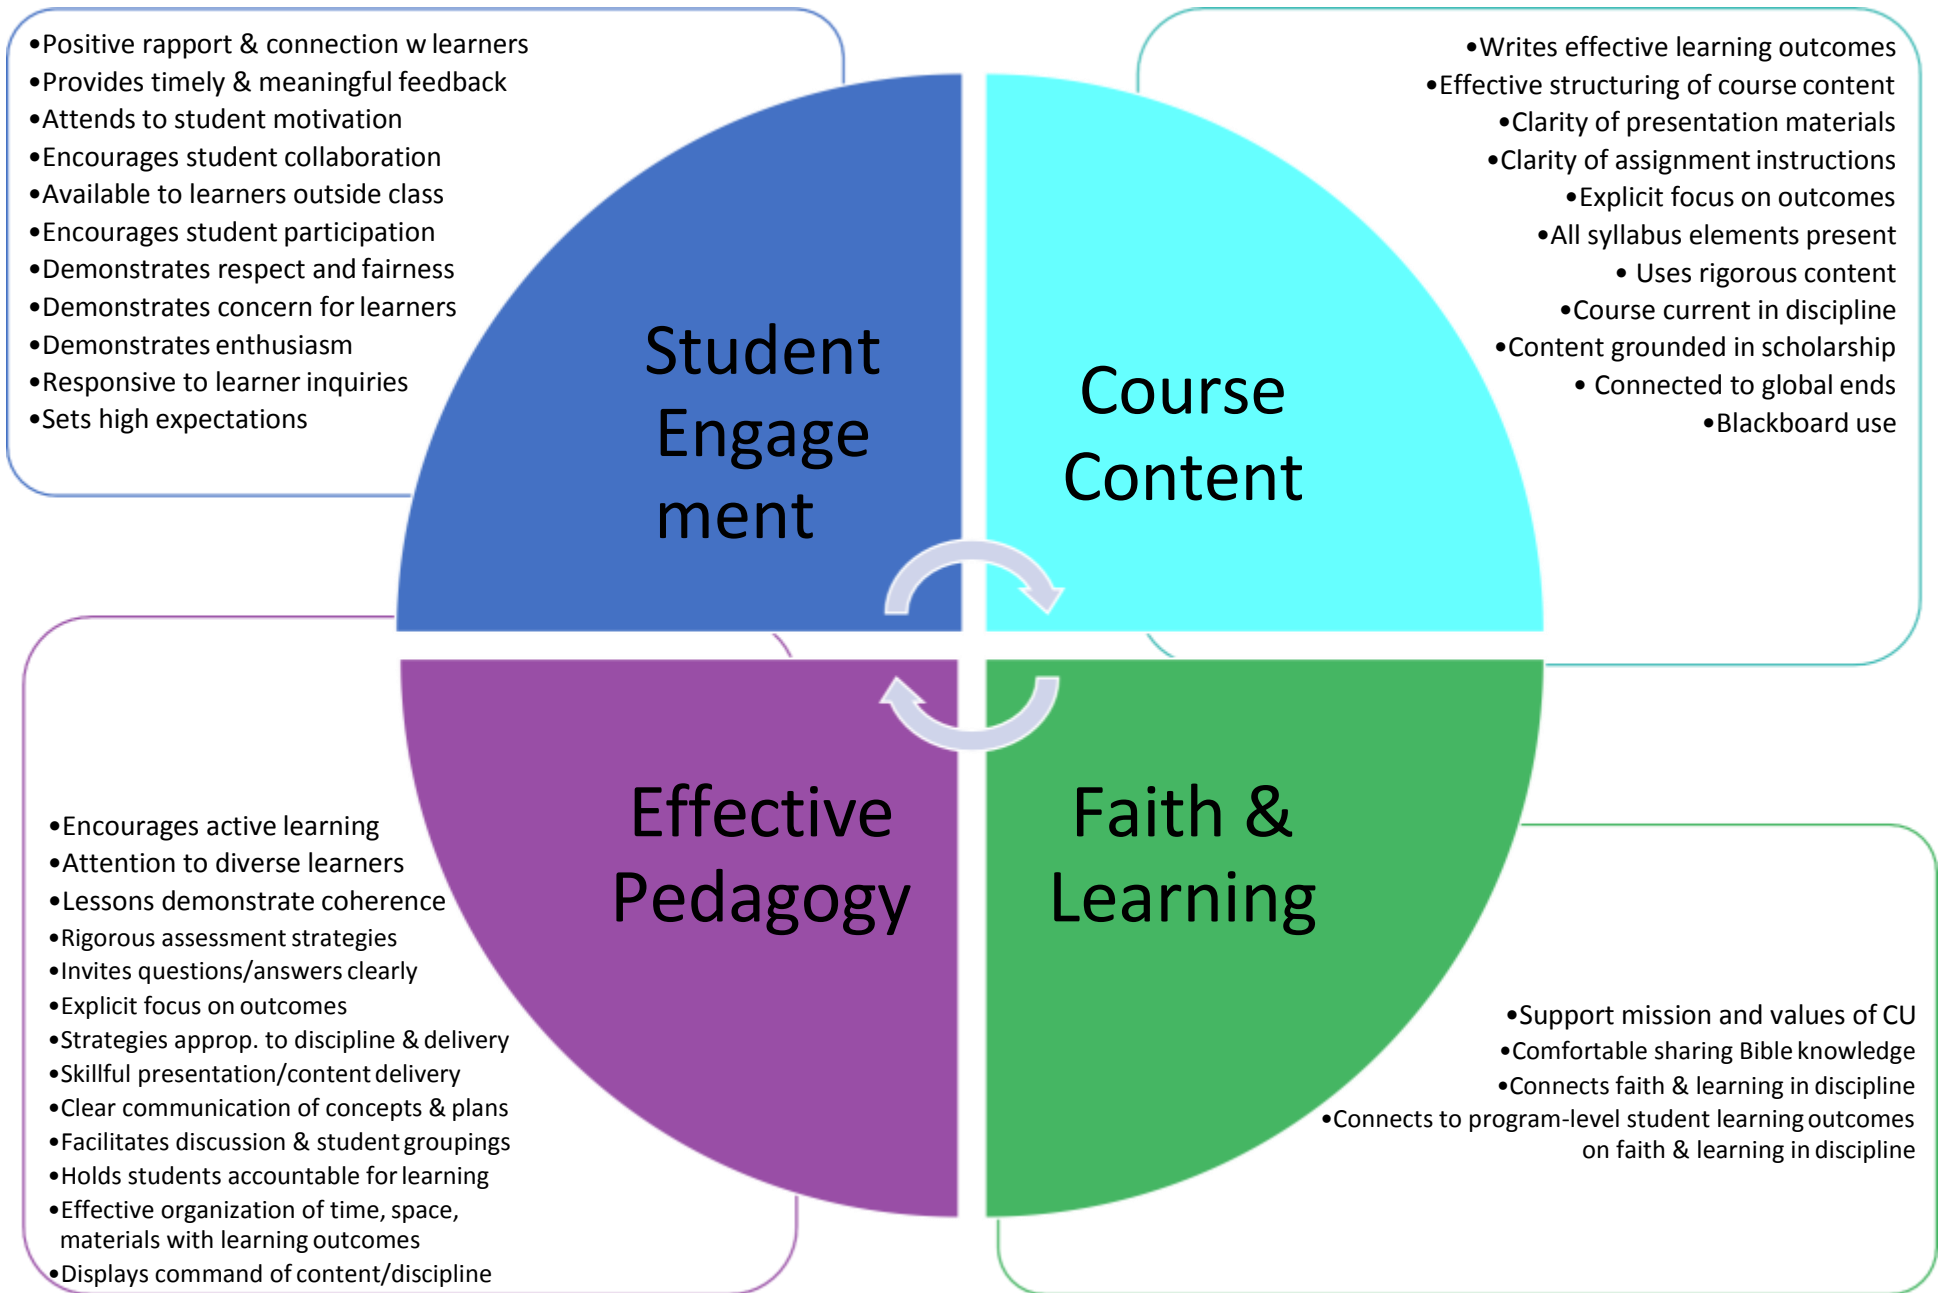 •Positive rapport & connection w learners
•Provides timely & meaningful feedback
•Attends to student motivation
•Encourages student collaboration
•Available to learners outside class
•Encourages student participation
•Demonstrates respect and fairness
•Demonstrates concern for learners
•Demonstrates enthusiasm
•Responsive to learner inquiries
•Sets high expectations
Student
Engage
ment
•Writes effective learning outcomes
•Effective structuring of course content
•Clarity of presentation materials
•Clarity of assignment instructions
•Explicit focus on outcomes
•All syllabus elements present
• Uses rigorous content
•Course current in discipline
•Content grounded in scholarship
• Connected to global ends
•Blackboard use
Course
Content
•Encourages active learning
•Attention to diverse learners
•Lessons demonstrate coherence
•Rigorous assessment strategies
•Invites questions/answers clearly
•Explicit focus on outcomes
•Strategies approp. to discipline & delivery
•Skillful presentation/content delivery
•Clear communication of concepts & plans
•Facilitates discussion & student groupings
•Holds students accountable for learning
•Effective organization of time, space,
materials with learning outcomes
•Displays command of content/discipline
Effective
Pedagogy
Faith &
Learning
•Support mission and values of CU
•Comfortable sharing Bible knowledge
•Connects faith & learning in discipline
•Connects to program-level student learning outcomes
on faith & learning in discipline